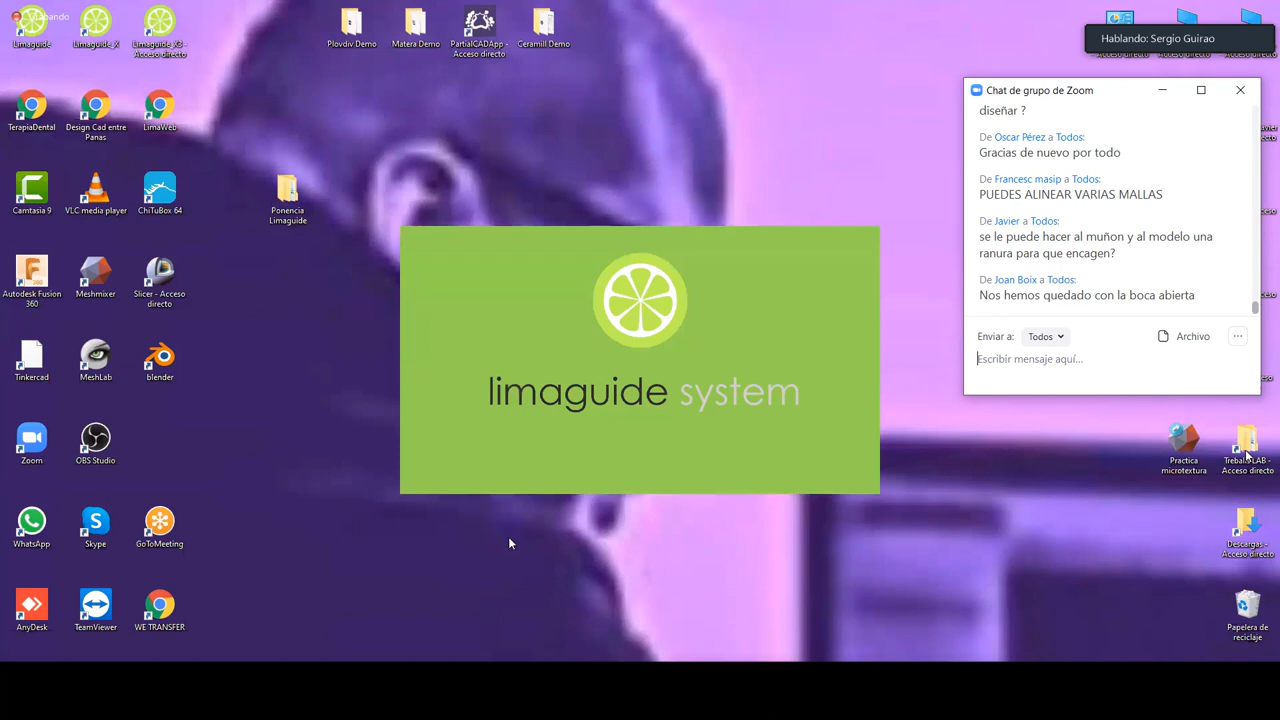 Limaguide
Limaguide_X
Limaguide_X3 -
Acceso directo
Plovdiv Demo
Matera Demo
PartialCADApp -
Acceso directo
Ceramill Demo
Hablando: Sergio Guirao
TerapiaDental
Design Cad entre
Panas
LimaWeb
Camtasia 9
VLC media player
ChiTuBox 64
Ponencia
Limaguide
Autodesk Fusion
360
Meshmixer
Slicer - Acceso
directo
Tinkercad
MeshLab
blender
Zoom
OBS Studio
WhatsApp
Skype
GoToMeeting
AnyDesk
TeamViewer
WE TRANSFER
limaguide system
Chat de grupo de Zoom
diseñar ?
De Oscar Pérez a Todos:
Gracias de nuevo por todo
De Francesc masip a Todos:
PUEDES ALINEAR VARIAS MALLAS
De Javier a Todos:
se le puede hacer al muñon y al modelo una
ranura para que encagen?
De Joan Boix a Todos:
Nos hemos quedado con la boca abierta
Enviar a: Todos
Archivo
Escribir mensaje aquí...
Practica
microtextura
Acceso directo
Descargas -
Acceso directo
Papelera de
reciclaje